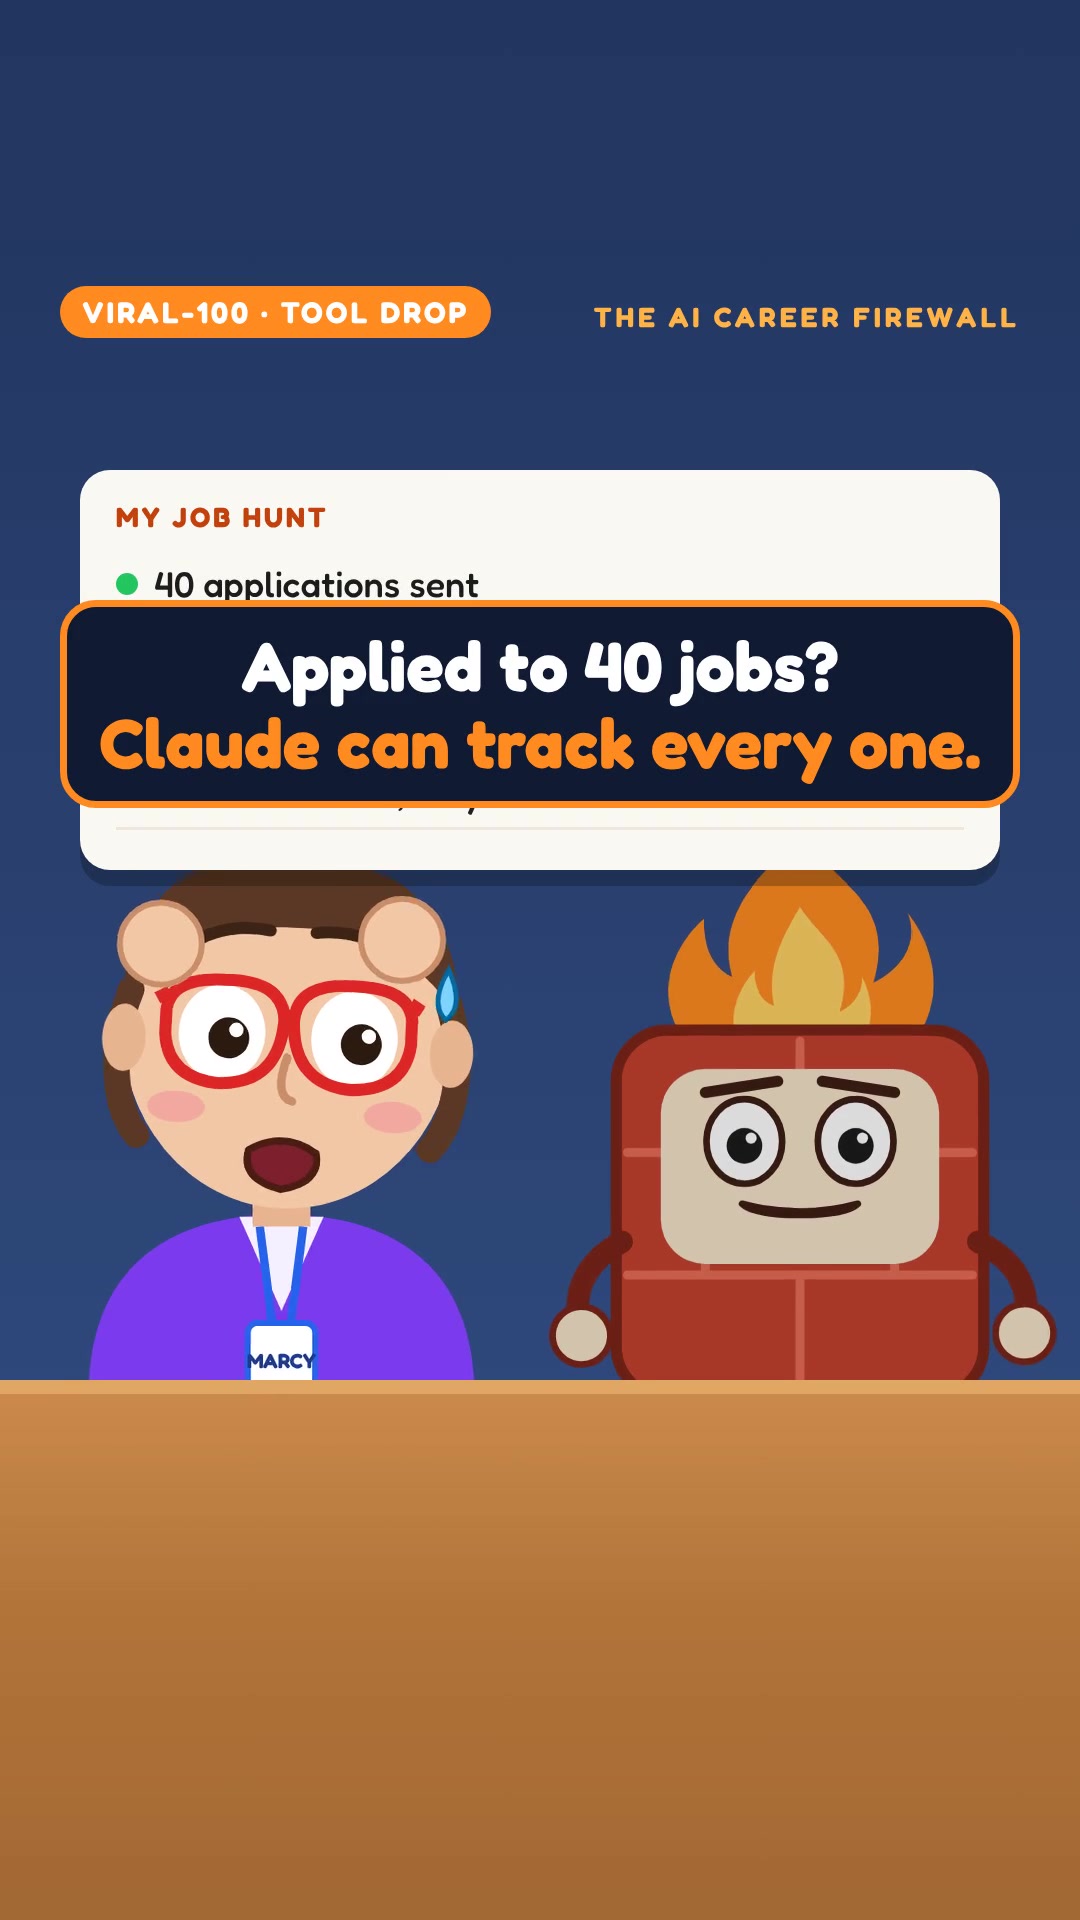 VIRAL-100 · TOOL DROP
THE AI CAREER FIREWALL
MY JOB HUNT
40 applications sent
Applied to 40 jobs?
Claude can track every one.
MARCY